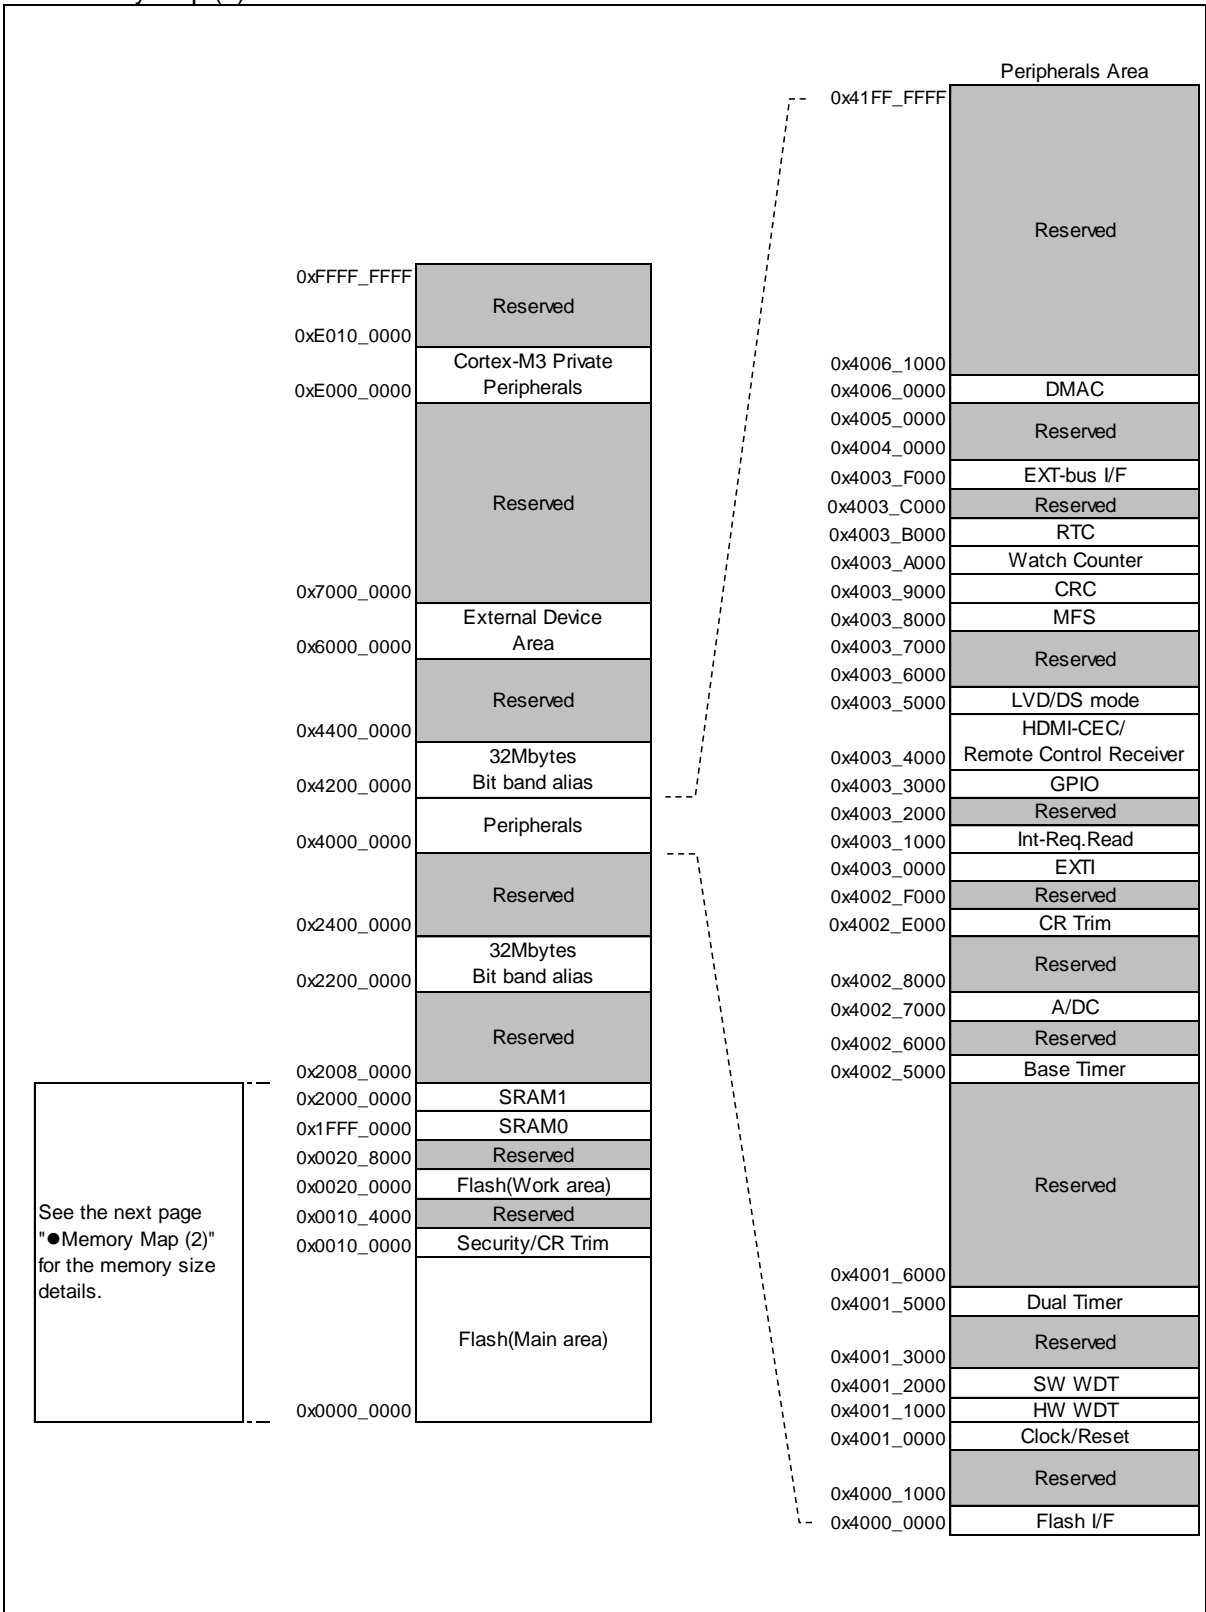 Peripherals Area
0x41FF_FFFF
Reserved
0xFFFF_FFFF
Reserved
0xE010_0000
Cortex-M3 Private
Peripherals
0xE000_0000
Reserved
0x7000_0000
External Device
Area
0x6000_0000
Reserved
0x4400_0000
32Mbytes
Bit band alias
0x4200_0000
Peripherals
0x4000_0000
Reserved
0x2400_0000
32Mbytes
Bit band alias
0x2200_0000
Reserved
0x2008_0000
0x2000_0000 SRAM1
0x1FFF_0000 SRAM0
0x0020_8000 Reserved
0x0020_0000 Flash(Work area)
0x0010_4000 Reserved
0x0010_0000 Security/CR Trim
Flash(Main area)
0x0000_0000
See the next page
"●Memory Map (2)"
for the memory size
details.
0x4006_1000
0x4006_0000 DMAC
0x4005_0000
Reserved
0x4004_0000
0x4003_F000 EXT-bus I/F
0x4003_C000 Reserved
0x4003_B000 RTC
0x4003_A000 Watch Counter
0x4003_9000 CRC
0x4003_8000 MFS
0x4003_7000
Reserved
0x4003_6000
0x4003_5000 LVD/DS mode
HDMI-CEC/
0x4003_4000 Remote Control Receiver
0x4003_3000 GPIO
0x4003_2000 Reserved
0x4003_1000 Int-Req.Read
0x4003_0000 EXTI
0x4002_F000 Reserved
0x4002_E000 CR Trim
Reserved
0x4002_8000
0x4002_7000 A/DC
0x4002_6000 Reserved
0x4002_5000 Base Timer
Reserved
0x4001_6000
0x4001_5000 Dual Timer
Reserved
0x4001_3000
0x4001_2000 SW WDT
0x4001_1000 HW WDT
0x4001_0000 Clock/Reset
Reserved
0x4000_1000
0x4000_0000 Flash I/F